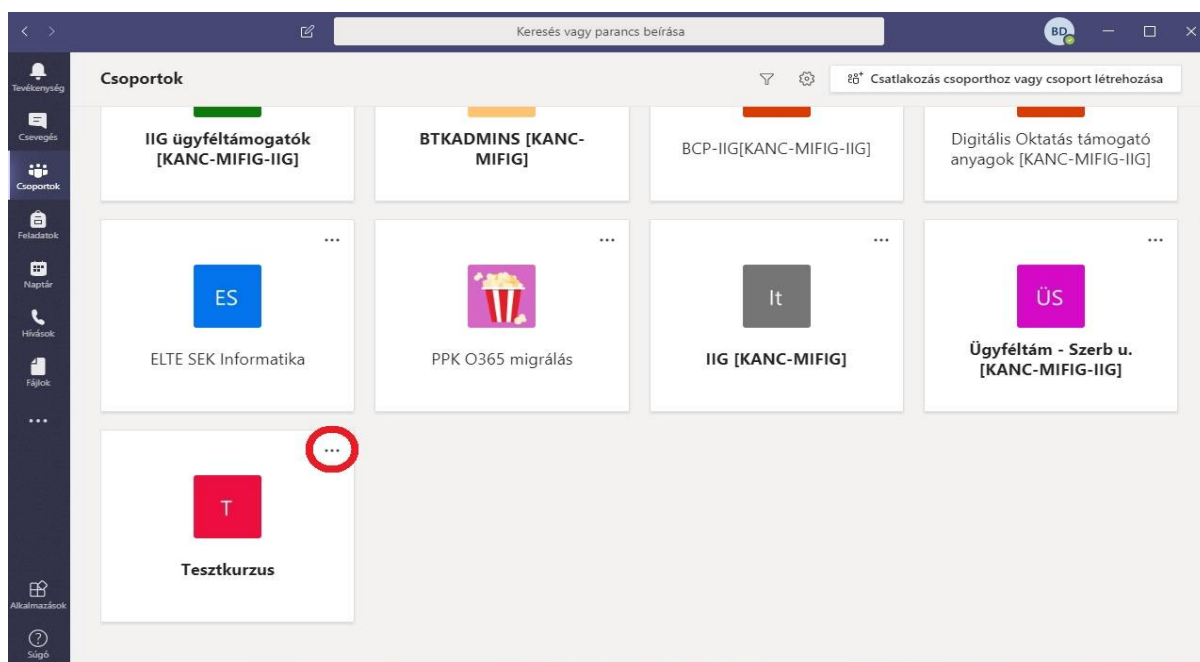 Keresés vagy parancs beírása
BD
Tevékenység
Csevegés
Csoportok
Feladatok
Naptár
Hívások
Fájlok
Alkalmazások
Súgó
Csoportok
Csatlakozás csoporthoz vagy csoport létrehozása
IIG ügyféltámogatók
[KANC-MIFIG-IIG]
BTKADMINS [KANC-
MIFIG]
BCP-IIG[KANC-MIFIG-IIG]
Digitális Oktatás támogató
anyagok [KANC-MIFIG-IIG]
ES
ELTE SEK Informatika
PPK O365 migrálás
It
IIG [KANC-MIFIG]
ÜS
Ügyféltám - Szerb u.
[KANC-MIFIG-IIG]
T
Tesztkurzus